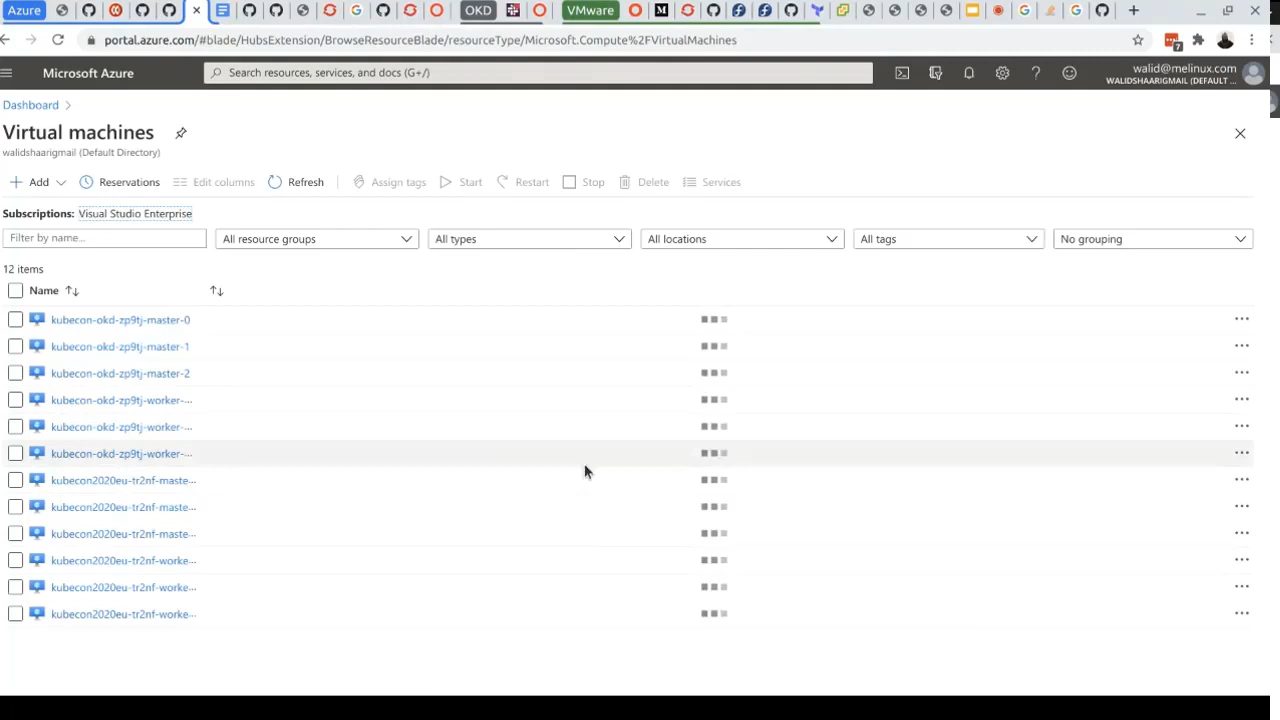 Azure OKD VMware
7
portal.azure.com/#blade/HubsExtension/BrowseResourceBlade/resourceType/Microsoft.Compute%2FVirtualMachines
Microsoft Azure
Search resources, services, and docs (G+/)
walid@melinux.com
WALIDSHAARIGMAIL (DEFAULT ...
Dashboard
Virtual machines
walidshaarigmail (Default Directory)
Add Reservations Edit columns Refresh Assign tags Start Restart Stop Delete Services
Subscriptions: Visual Studio Enterprise
Filter by name... All resource groups All types All locations All tags No grouping
12 items
Name
kubecon-okd-zp9tj-master-0
kubecon-okd-zp9tj-master-1
kubecon-okd-zp9tj-master-2
kubecon-okd-zp9tj-worker-...
kubecon-okd-zp9tj-worker-...
kubecon-okd-zp9tj-worker-...
kubecon2020eu-tr2nf-maste...
kubecon2020eu-tr2nf-maste...
kubecon2020eu-tr2nf-maste...
kubecon2020eu-tr2nf-worke...
kubecon2020eu-tr2nf-worke...
kubecon2020eu-tr2nf-worke...